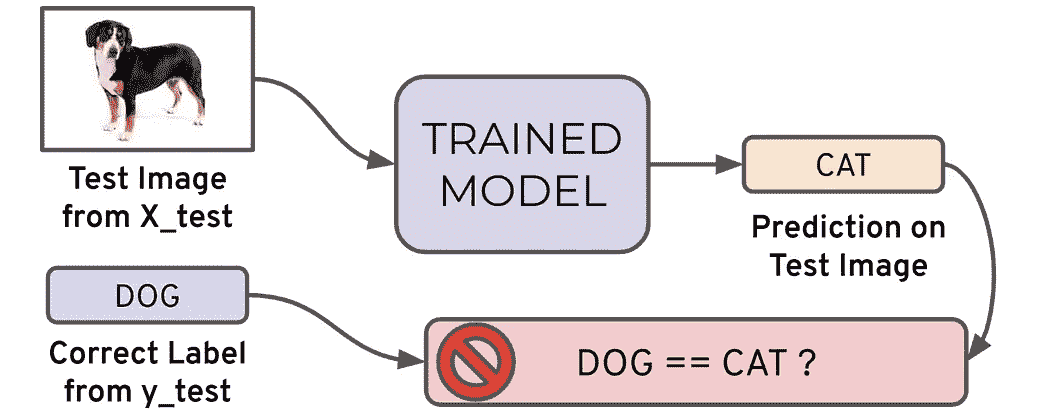 Test Image
from X_test
TRAINED
MODEL
CAT
Prediction on
Test Image
DOG
Correct Label
from y_test
DOG == CAT ?